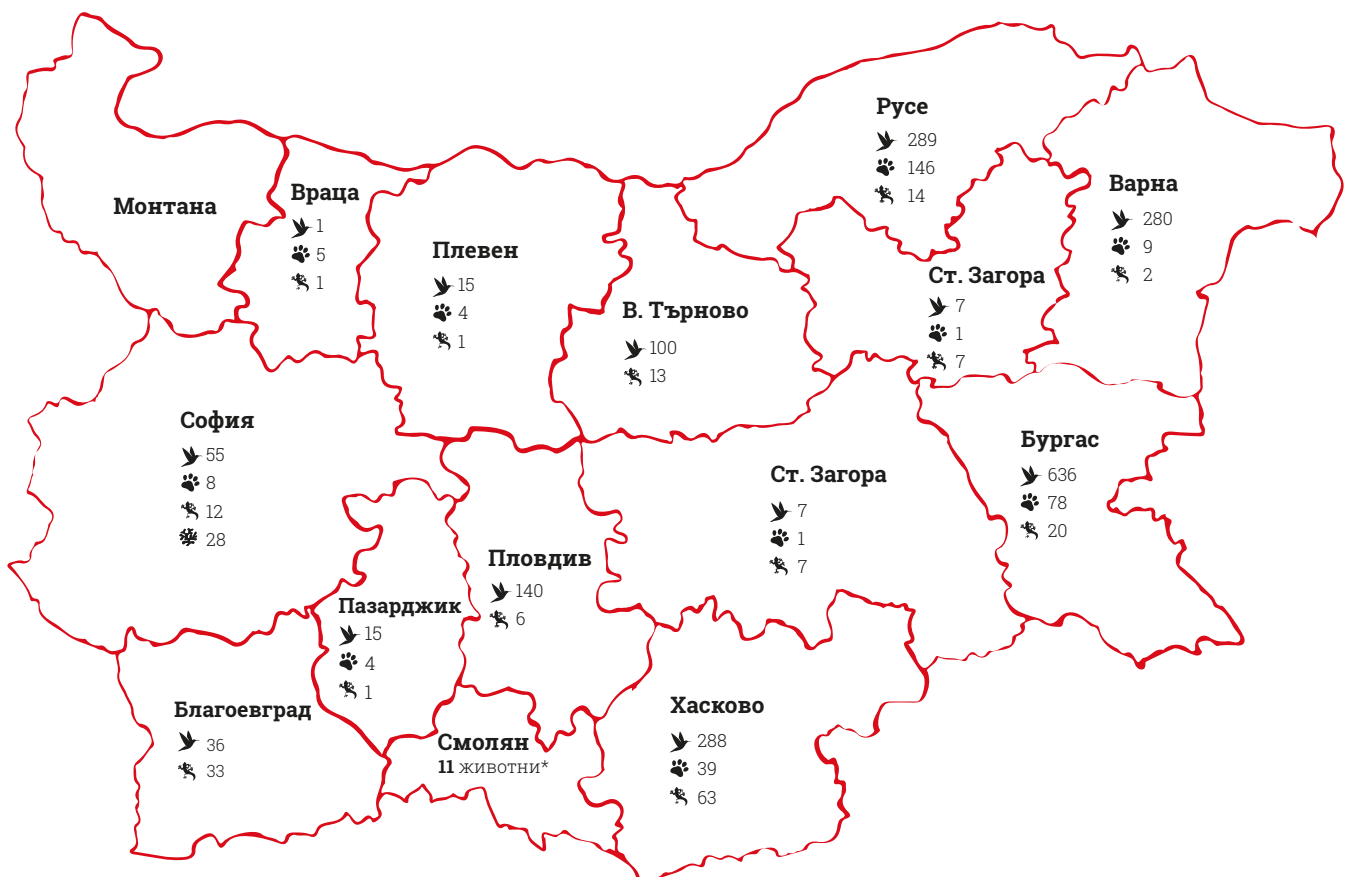 Монтана
Враца
1
5
1
Плевен
15
4
1
В. Търново
100
13
Русе
289
146
14
Ст. Загора
7
1
7
Варна
280
9
2
София
55
8
12
28
Пазарджик
15
4
1
Пловдив
140
6
Ст. Загора
7
1
7
Бургас
636
78
20
Благоевград
36
33
Смолян
11 животни*
Хасково
288
39
63